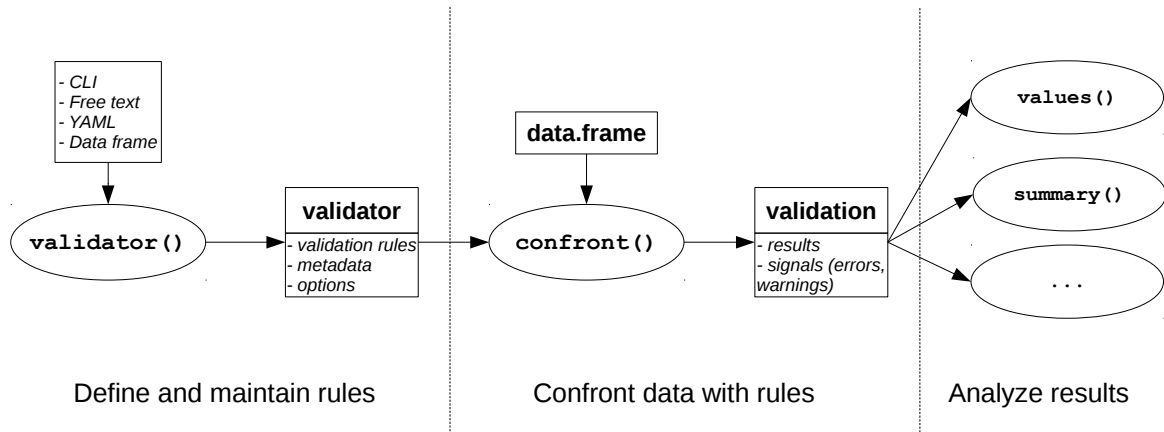 - CLI
- Free text
- YAML
- Data frame
validator()
validator
- validation rules
- metadata
- options
Define and maintain rules
data.frame
confront()
validation
- results
- signals (errors,
warnings)
Confront data with rules
values()
summary()
...
Analyze results